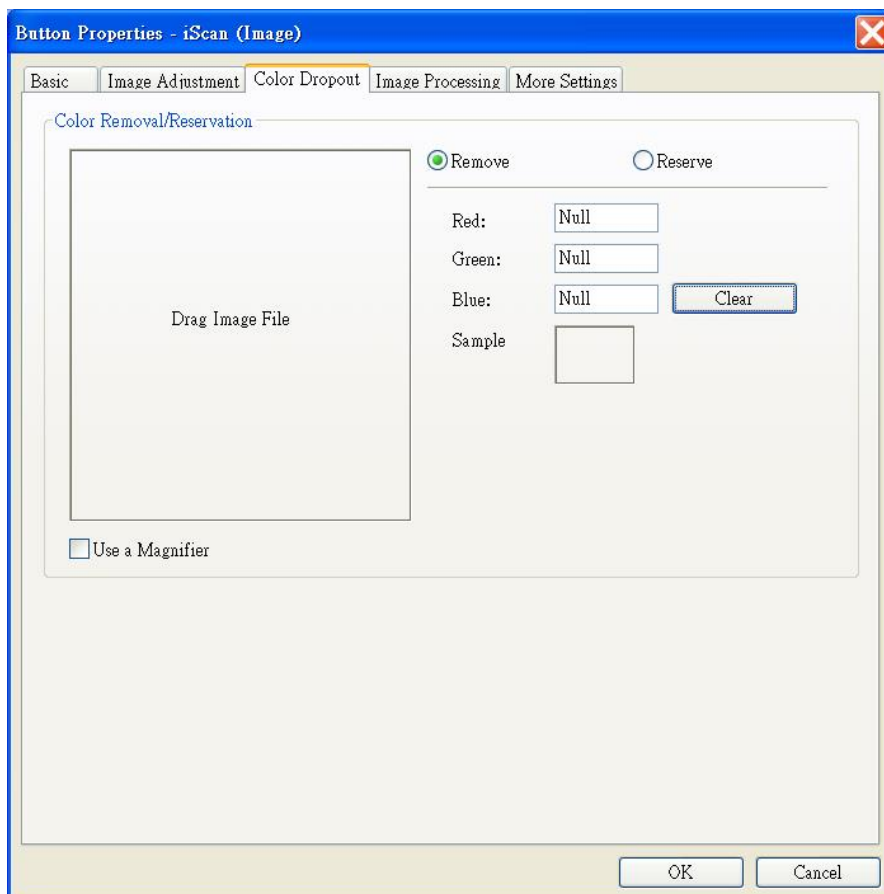 Button Properties - iScan (Image)
Basic Image Adjustment Color Dropout Image Processing More Settings
Color Removal/Reservation
Drag Image File
Use a Magnifier
Remove Reserve
Red: Null
Green: Null
Blue: Null Clear
Sample
OK Cancel